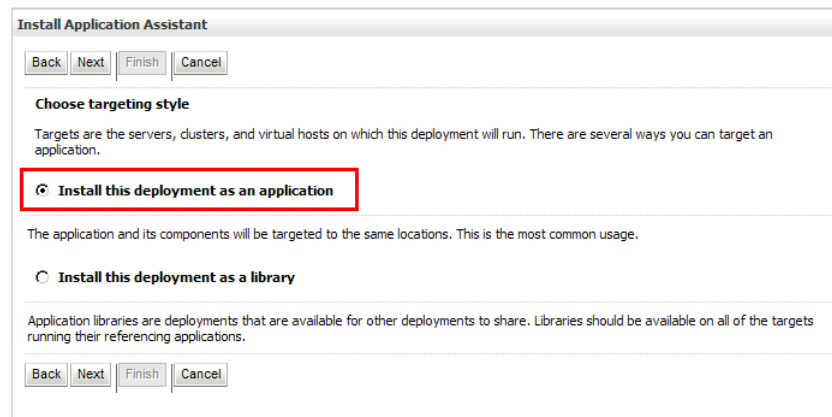 Install Application Assistant
Back Next Finish Cancel
Choose targeting style
Targets are the servers, clusters, and virtual hosts on which this deployment will run. There are several ways you can target an
application.
Install this deployment as an application
The application and its components will be targeted to the same locations. This is the most common usage.
Install this deployment as a library
Application libraries are deployments that are available for other deployments to share. Libraries should be available on all of the targets
running their referencing applications.
Back Next Finish Cancel